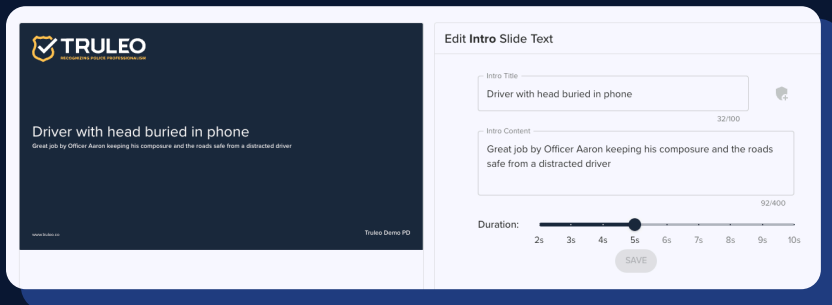 TRULEO
RECOGNIZING POLICE PROFESSIONALISM
Driver with head buried in phone
Great job by Officer Aaron keeping his composure and the roads safe from a distracted driver
www.truleo.co
Truleo Demo PD
Edit Intro Slide Text
Intro Title
Driver with head buried in phone
32/100
Intro Content
Great job by Officer Aaron keeping his composure and the roads
safe from a distracted driver
92/400
Duration:
2s 3s 4s 5s 6s 7s 8s 9s 10s
SAVE